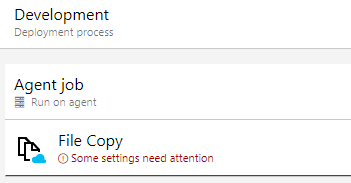 Development
Deployment process
Agent job
Run on agent
File Copy
Some settings need attention